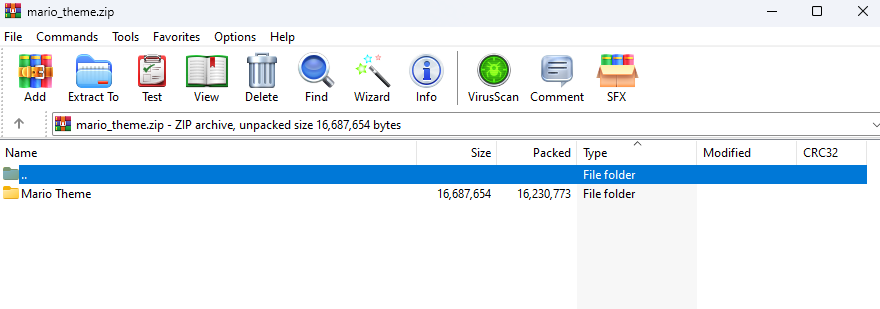 mario_theme.zip
File Commands Tools Favorites Options Help
Add Extract To Test View Delete Find Wizard Info VirusScan Comment SFX
mario_theme.zip - ZIP archive, unpacked size 16,687,654 bytes
Name Size Packed Type Modified CRC32
.. File folder
Mario Theme 16,687,654 16,230,773 File folder